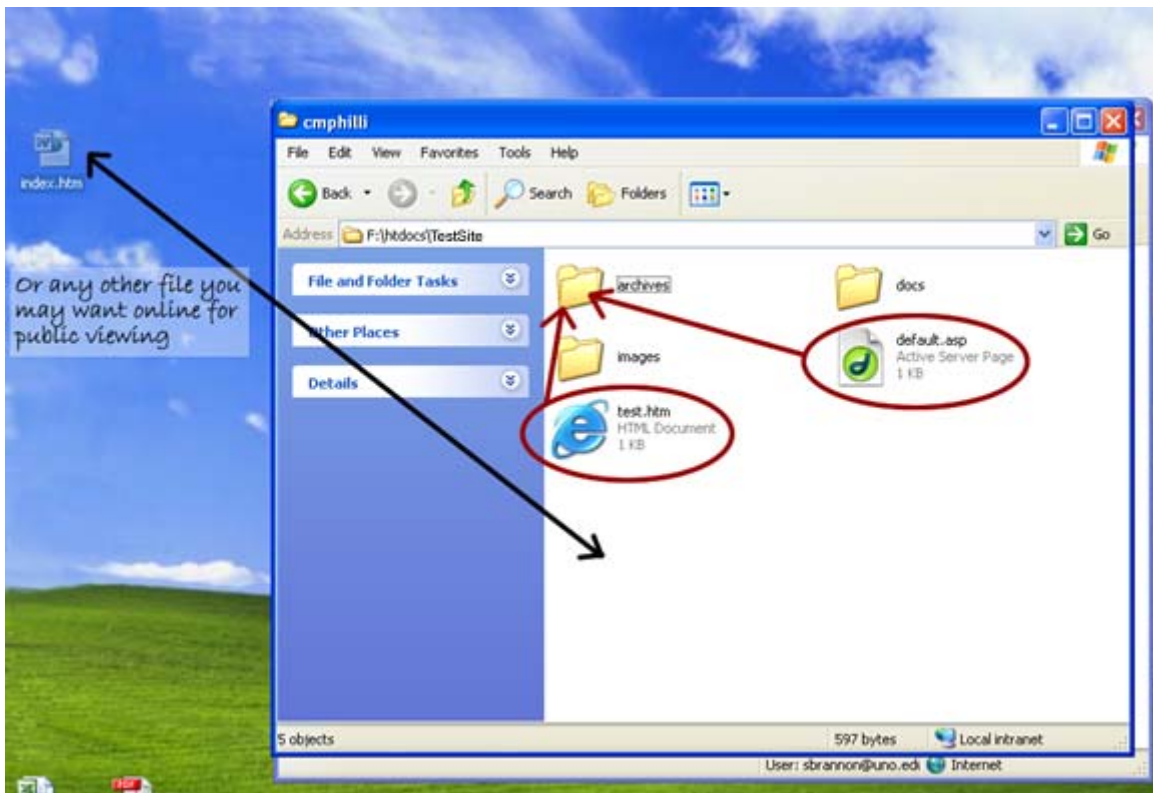 cmphilli
File Edit View Favorites Tools Help
Back Search Folders
Address F:\htdocs\TestSite Go
index.htm
Or any other file you
may want online for
public viewing
File and Folder Tasks
Other Places
Details
archives
docs
images
default.asp
Active Server Page
1 KB
test.htm
HTML Document
1 KB
5 objects 597 bytes Local intranet
User: sbrannon@uno.edu Internet
PDF